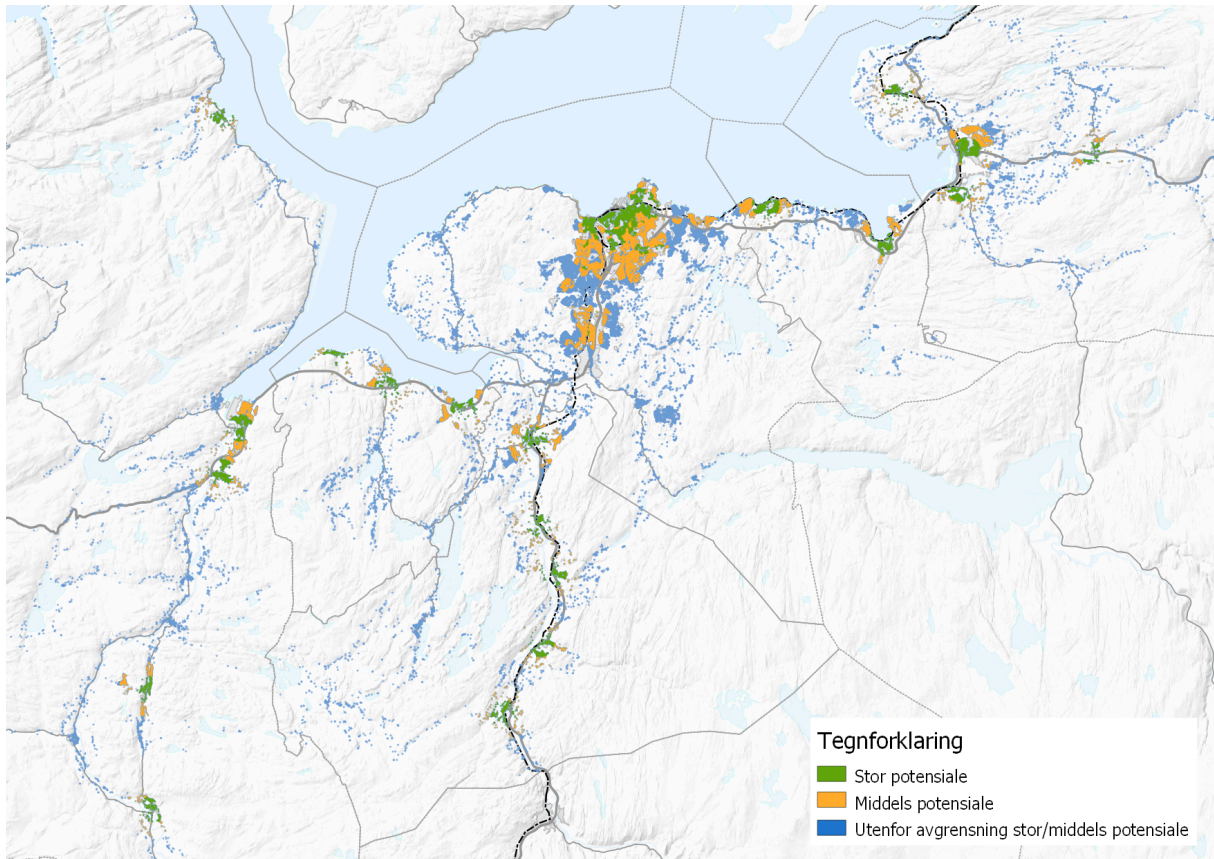 Tegnforklaring
Stor potensiale
Middels potensiale
Utenfor avgrensning stor/middels potensiale